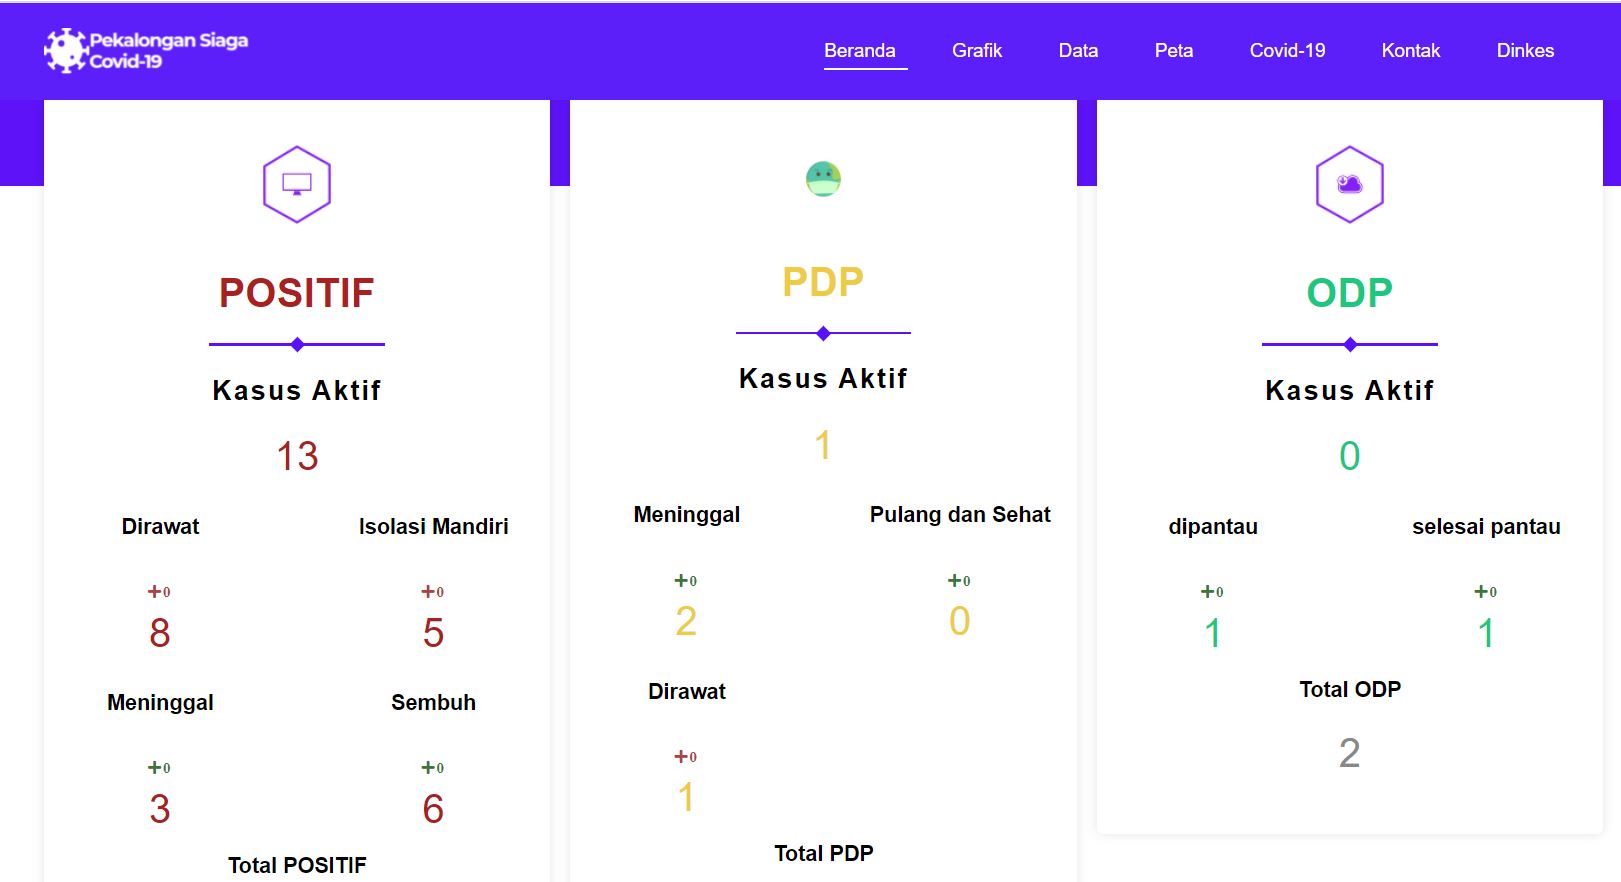 Pekalongan Siaga
Covid-19
Beranda Grafik Data Peta Covid-19 Kontak Dinkes
POSITIF
Kasus Aktif
13
Dirawat Isolasi Mandiri
+0 +0
8 5
Meninggal Sembuh
+0 +0
3 6
Total POSITIF
PDP
Kasus Aktif
1
Meninggal Pulang dan Sehat
+0 +0
2 0
Dirawat
+0
1
Total PDP
ODP
Kasus Aktif
0
dipantau selesai pantau
+0 +0
1 1
Total ODP
2